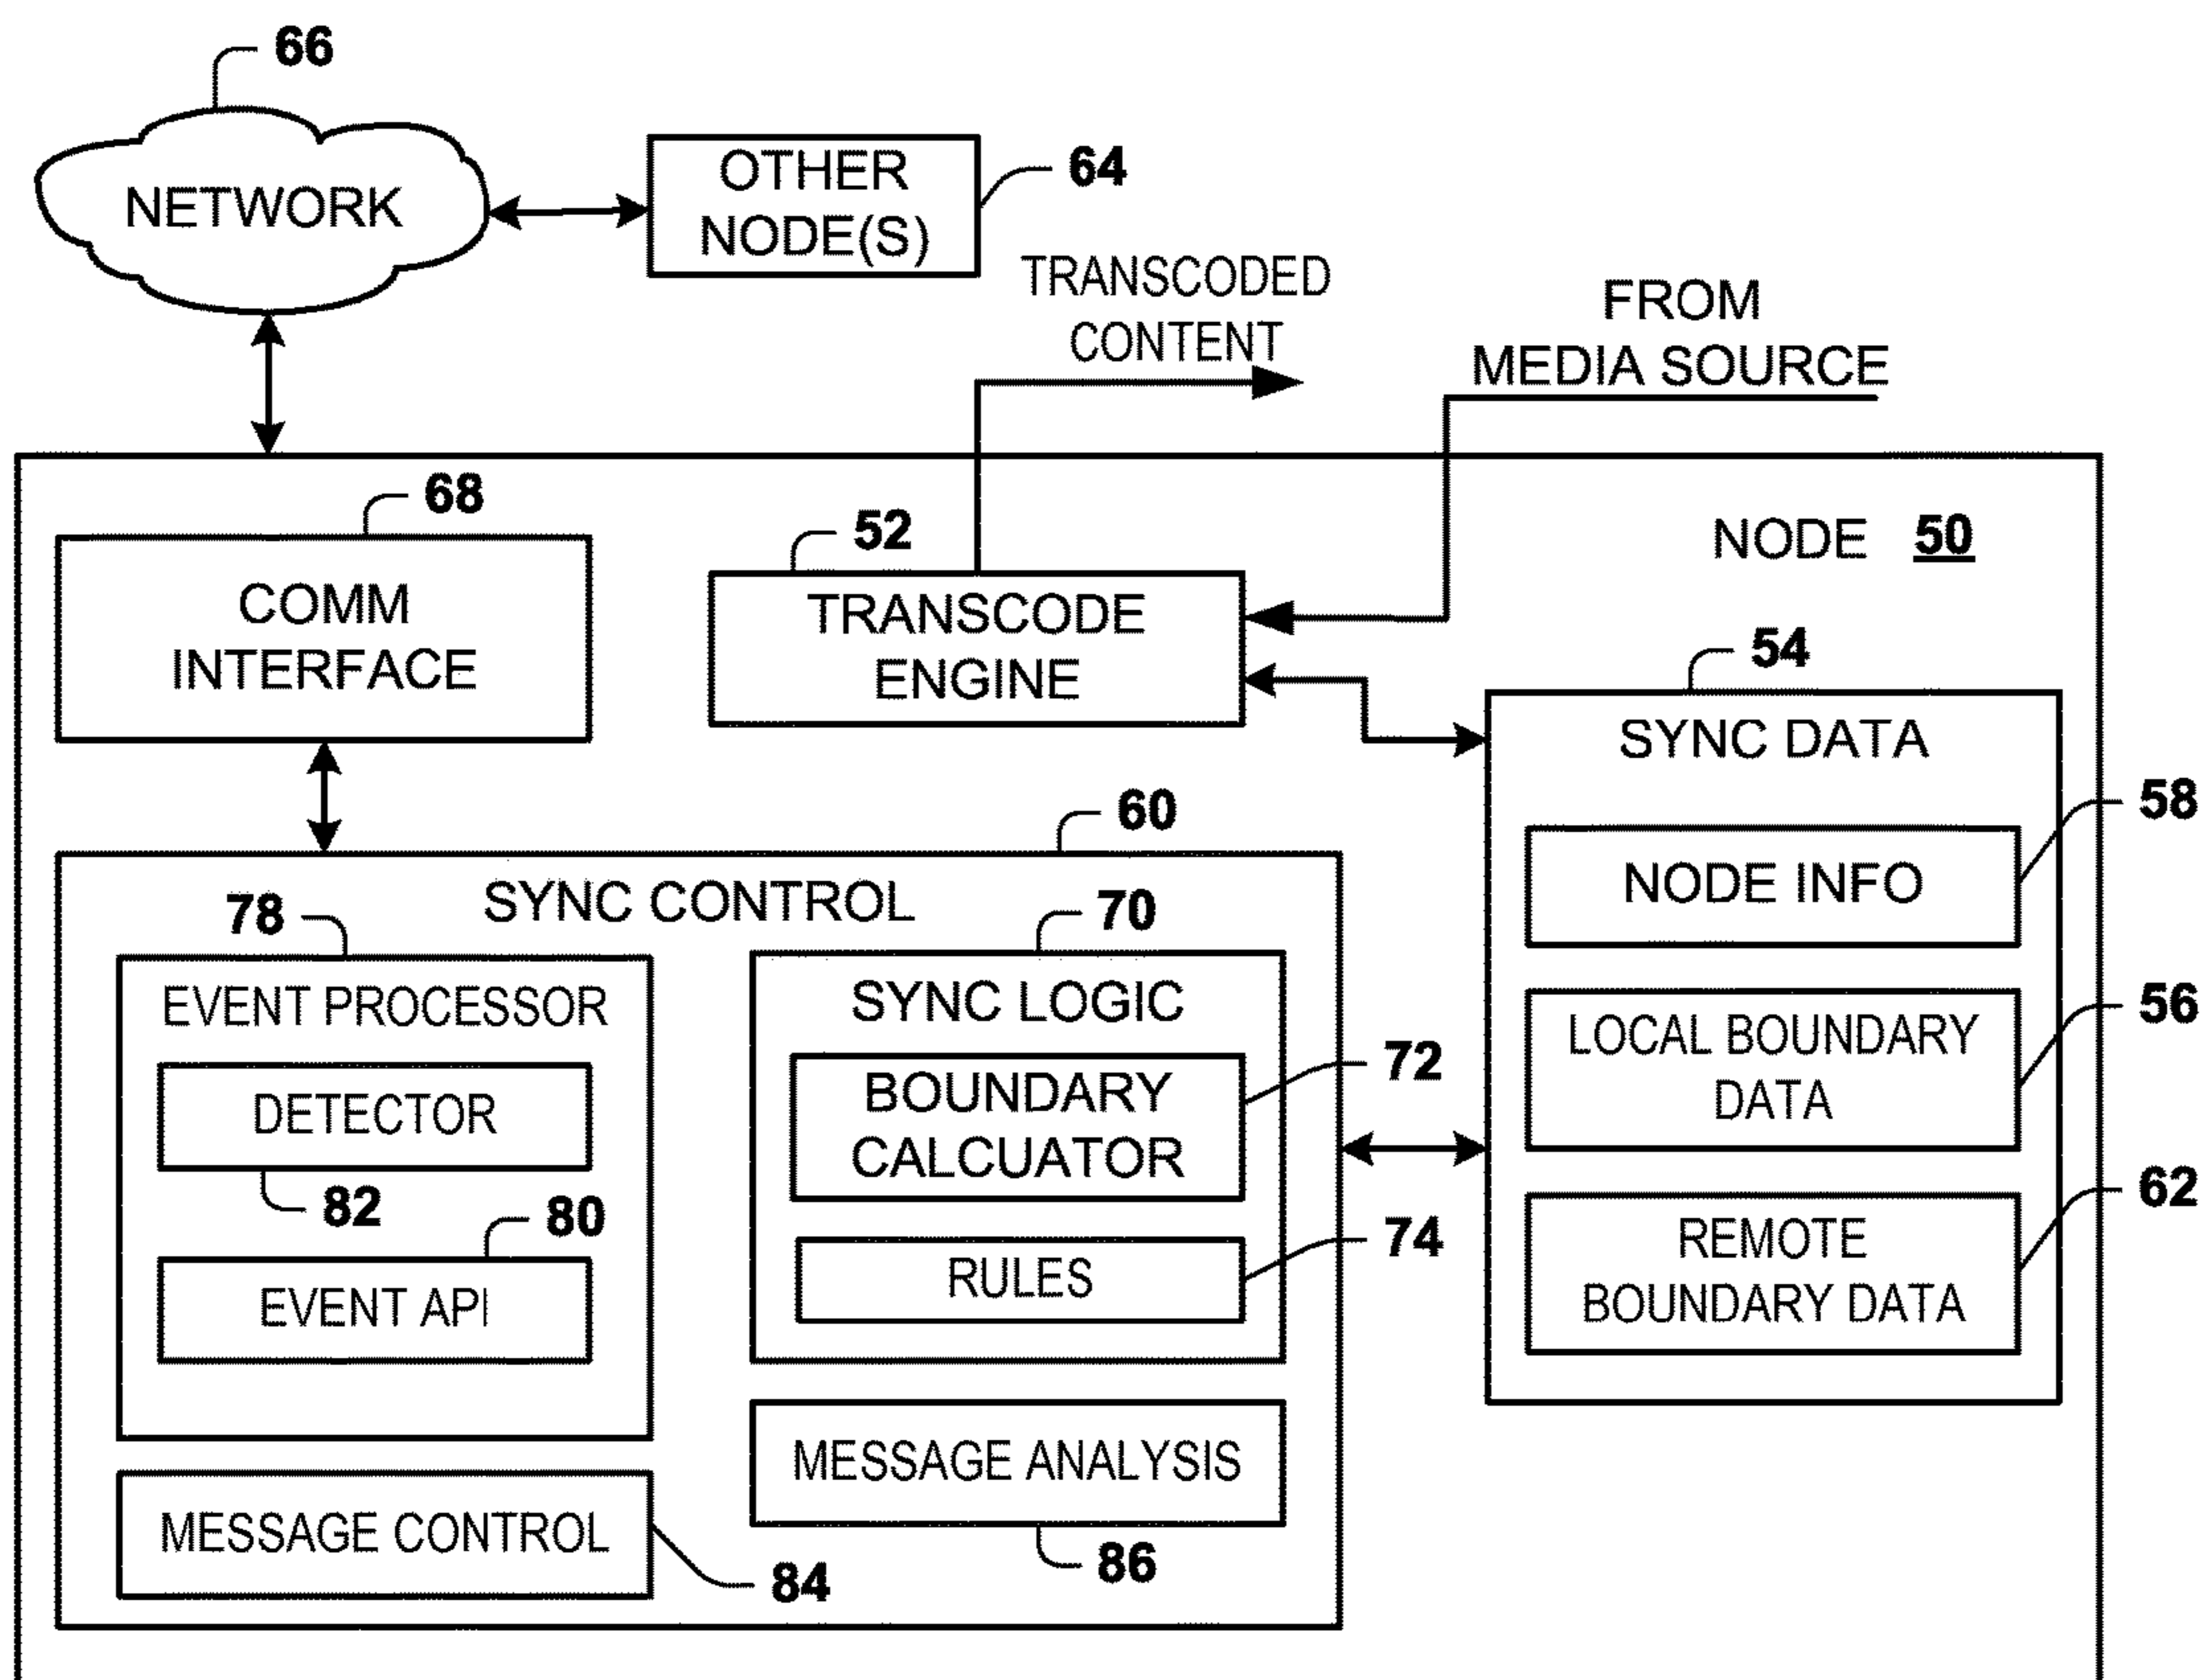 66
NETWORK
OTHER
NODE(S)
64
TRANSCODED
CONTENT
FROM
MEDIA SOURCE
NODE 50
68
COMM
INTERFACE
52
TRANSCODE
ENGINE
54
SYNC DATA
58
NODE INFO
56
LOCAL BOUNDARY
DATA
62
REMOTE
BOUNDARY DATA
60
SYNC CONTROL
78
EVENT PROCESSOR
DETECTOR
82
80
EVENT API
70
SYNC LOGIC
72
BOUNDARY
CALCUATOR
74
RULES
MESSAGE ANALYSIS
86
MESSAGE CONTROL
84